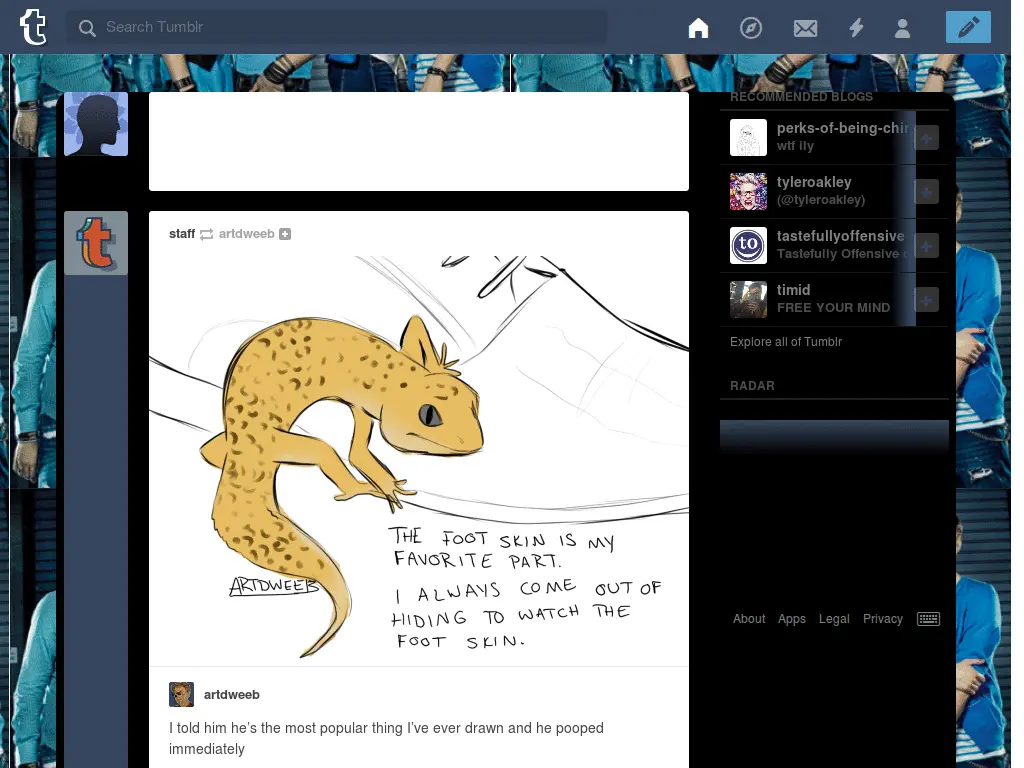 Search Tumblr
RECOMMENDED BLOGS
perks-of-being-chin
wtf ily
tyleroakley
(@tyleroakley)
tastefullyoffensive
Tastefully Offensive
timid
FREE YOUR MIND
Explore all of Tumblr
RADAR
About Apps Legal Privacy
staff artdweeb
THE FOOT SKIN IS MY
FAVORITE PART.
I ALWAYS COME OUT OF
HIDING TO WATCH THE
FOOT SKIN.
ARTDWEEB
artdweeb
I told him he's the most popular thing I've ever drawn and he pooped
immediately